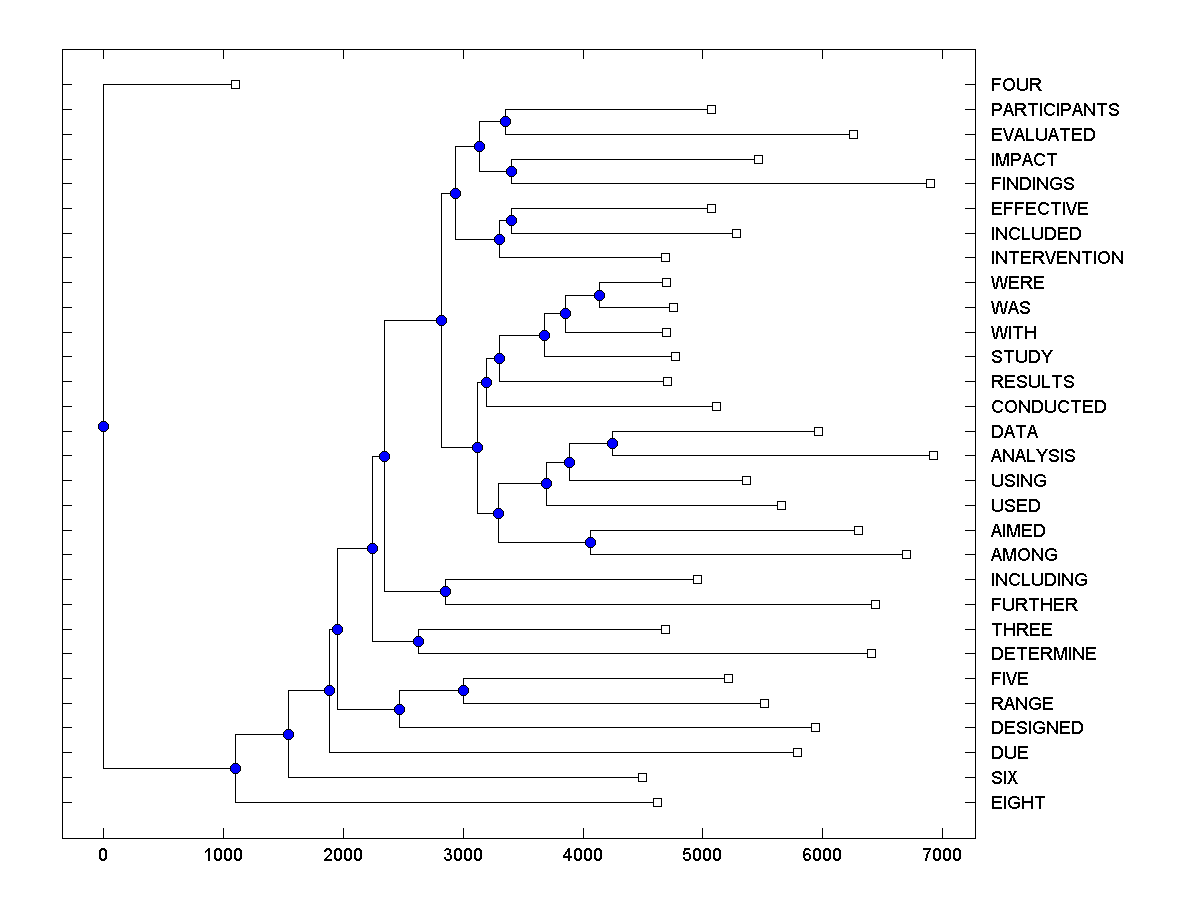 FOUR
PARTICIPANTS
EVALUATED
IMPACT
FINDINGS
EFFECTIVE
INCLUDED
INTERVENTION
WERE
WAS
WITH
STUDY
RESULTS
CONDUCTED
DATA
ANALYSIS
USING
USED
AIMED
AMONG
INCLUDING
FURTHER
THREE
DETERMINE
FIVE
RANGE
DESIGNED
DUE
SIX
EIGHT
0 1000 2000 3000 4000 5000 6000 7000